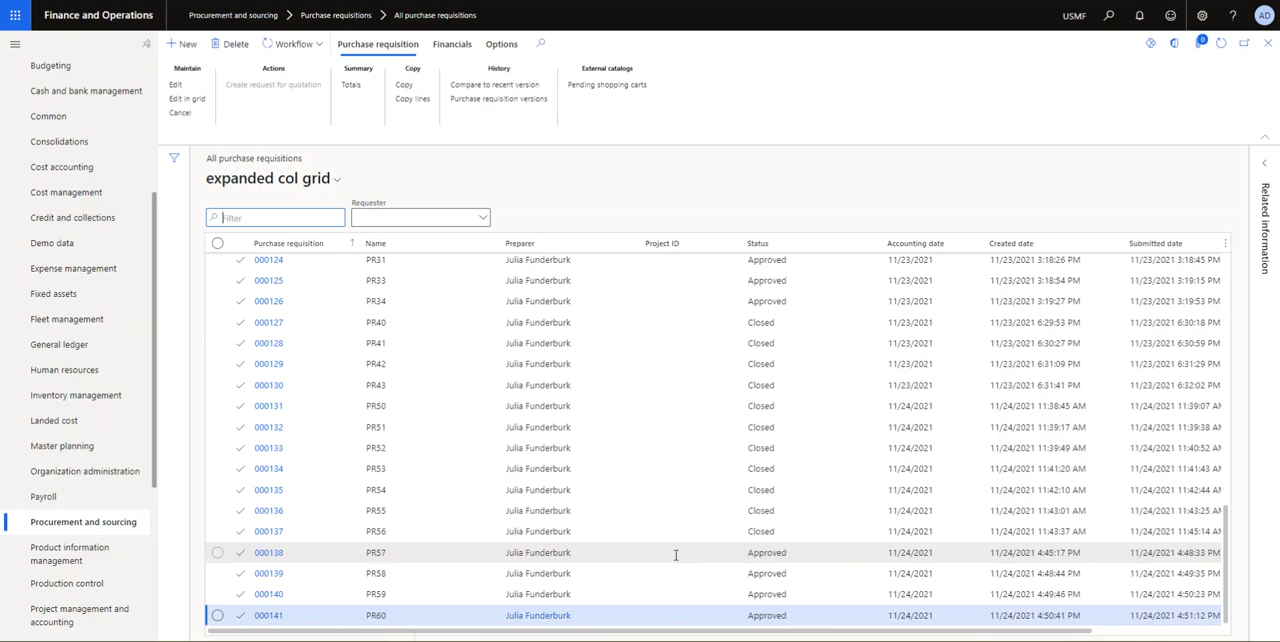 Finance and Operations
Procurement and sourcing
Purchase requisitions
All purchase requisitions
USMF
AD
New
Delete
Workflow
Purchase requisition
Financials
Options
0
Maintain
Edit
Edit in grid
Cancel
Actions
Create request for quotation
Summary
Totals
Copy
Copy
Copy lines
History
Compare to recent version
Purchase requisition versions
External catalogs
Pending shopping carts
Budgeting
Cash and bank management
Common
Consolidations
Cost accounting
Cost management
Credit and collections
Demo data
Expense management
Fixed assets
Fleet management
General ledger
Human resources
Inventory management
Landed cost
Master planning
Organization administration
Payroll
Procurement and sourcing
Product information
management
Production control
Project management and
accounting
All purchase requisitions
expanded col grid
Filter
Requester
Purchase requisition Name Preparer Project ID Status Accounting date Created date Submitted date
000124 PR31 Julia Funderburk Approved 11/23/2021 11/23/2021 3:18:26 PM 11/23/2021 3:18:45 PM
000125 PR33 Julia Funderburk Approved 11/23/2021 11/23/2021 3:18:54 PM 11/23/2021 3:19:15 PM
000126 PR34 Julia Funderburk Approved 11/23/2021 11/23/2021 3:19:27 PM 11/23/2021 3:19:53 PM
000127 PR40 Julia Funderburk Closed 11/23/2021 11/23/2021 6:29:53 PM 11/23/2021 6:30:18 PM
000128 PR41 Julia Funderburk Closed 11/23/2021 11/23/2021 6:30:27 PM 11/23/2021 6:30:59 PM
000129 PR42 Julia Funderburk Closed 11/23/2021 11/23/2021 6:31:09 PM 11/23/2021 6:31:29 PM
000130 PR43 Julia Funderburk Closed 11/23/2021 11/23/2021 6:31:41 PM 11/23/2021 6:32:02 PM
000131 PR50 Julia Funderburk Closed 11/24/2021 11/24/2021 11:38:45 AM 11/24/2021 11:39:07 AM
000132 PR51 Julia Funderburk Closed 11/24/2021 11/24/2021 11:39:17 AM 11/24/2021 11:39:38 AM
000133 PR52 Julia Funderburk Closed 11/24/2021 11/24/2021 11:39:49 AM 11/24/2021 11:40:52 AM
000134 PR53 Julia Funderburk Closed 11/24/2021 11/24/2021 11:41:20 AM 11/24/2021 11:41:43 AM
000135 PR54 Julia Funderburk Closed 11/24/2021 11/24/2021 11:42:10 AM 11/24/2021 11:42:44 AM
000136 PR55 Julia Funderburk Closed 11/24/2021 11/24/2021 11:43:01 AM 11/24/2021 11:43:25 AM
000137 PR56 Julia Funderburk Closed 11/24/2021 11/24/2021 11:43:37 AM 11/24/2021 11:45:14 AM
000138 PR57 Julia Funderburk Approved 11/24/2021 11/24/2021 4:45:17 PM 11/24/2021 4:48:33 PM
000139 PR58 Julia Funderburk Approved 11/24/2021 11/24/2021 4:48:44 PM 11/24/2021 4:49:35 PM
000140 PR59 Julia Funderburk Approved 11/24/2021 11/24/2021 4:49:46 PM 11/24/2021 4:50:23 PM
000141 PR60 Julia Funderburk Approved 11/24/2021 11/24/2021 4:50:41 PM 11/24/2021 4:51:12 PM
Related information